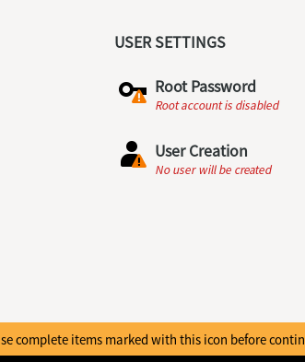 USER SETTINGS
Root Password
Root account is disabled
User Creation
No user will be created
se complete items marked with this icon before contin